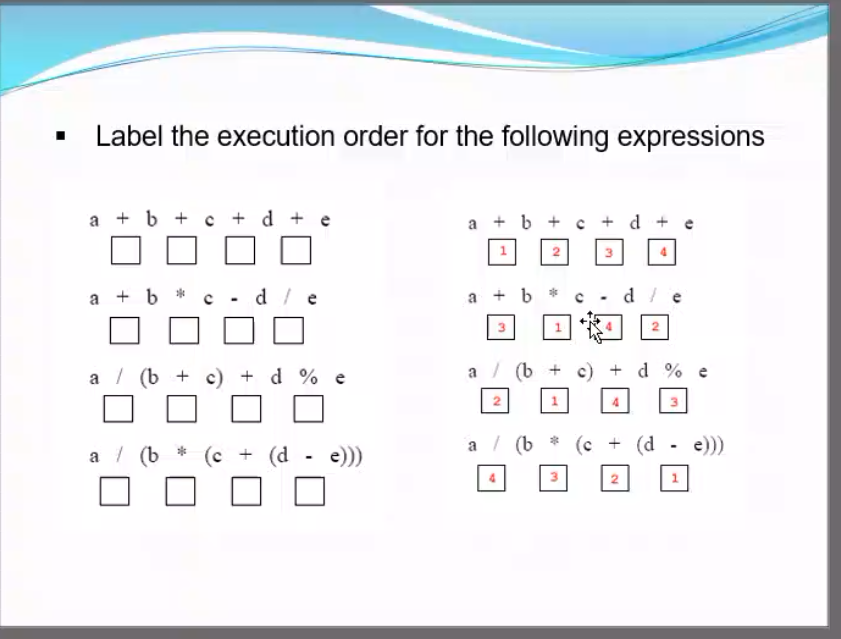 ▪ Label the execution order for the following expressions
a + b + c + d + e
a + b * c - d / e
a / (b + c) + d % e
a / (b * (c + (d - e)))
a + b + c + d + e
1 2 3 4
a + b * c - d / e
3 1 4 2
a / (b + c) + d % e
2 1 4 3
a / (b * (c + (d - e)))
4 3 2 1